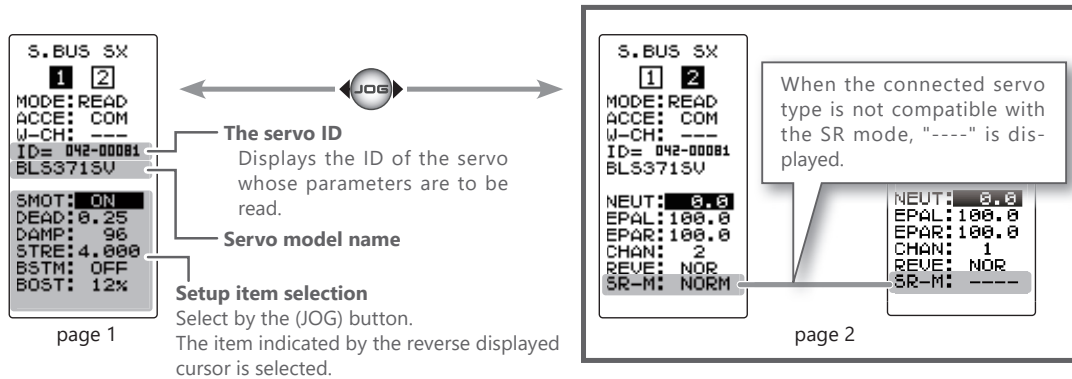 S.BUS SX
1 2
MODE:READ
ACCE: COM
W-CH: ---
ID= 042-00081
BLS371SV
SMOT: ON
DEAD:0.25
DAMP: 96
STRE:4.000
BSTM: OFF
BOST: 12%
page 1
JOG
The servo ID
Displays the ID of the servo
whose parameters are to be
read.
Servo model name
Setup item selection
Select by the (JOG) button.
The item indicated by the reverse displayed
cursor is selected.
S.BUS SX
1 2
MODE:READ
ACCE: COM
W-CH: ---
ID= 042-00081
BLS371SV
NEUT: 0.0
EPAL:100.0
EPAR:100.0
CHAN: 2
REVE: NOR
SR-M: NORM
When the connected servo
type is not compatible with
the SR mode, "----" is dis-
played.
NEUT: 0.0
EPAL:100.0
EPAR:100.0
CHAN: 1
REVE: NOR
SR-M: ----
page 2